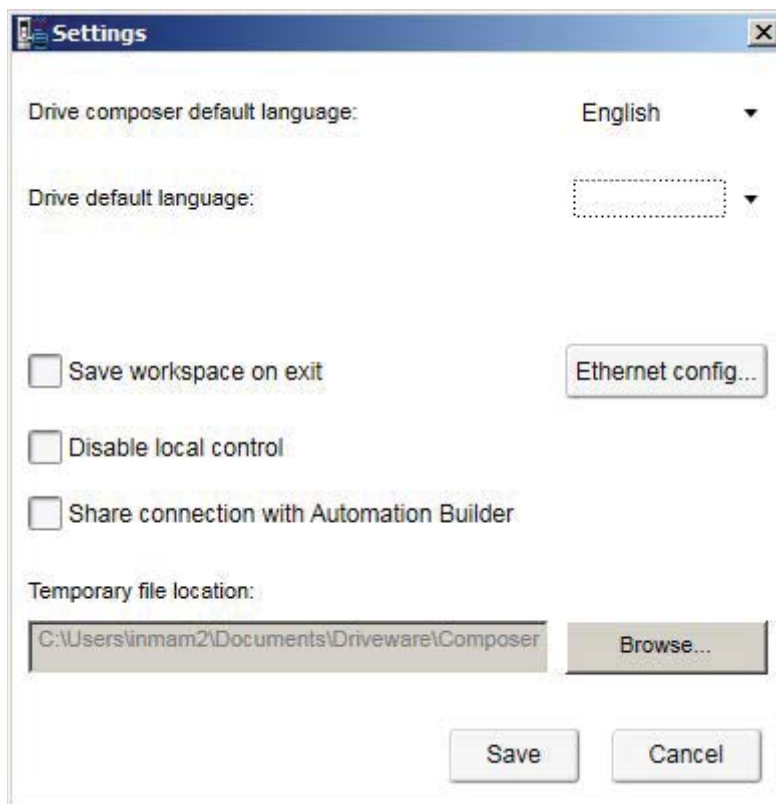 Settings
Drive composer default language: English
Drive default language:
Save workspace on exit Ethernet config...
Disable local control
Share connection with Automation Builder
Temporary file location:
C:\Users\inmam2\Documents\Driveware\Composer Browse...
Save Cancel